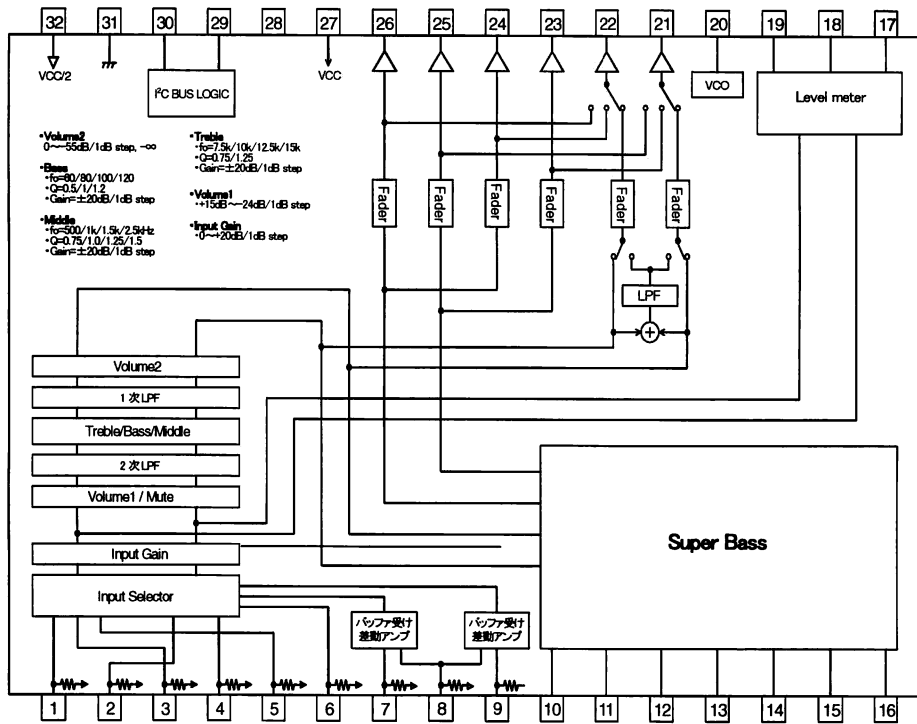 32 31 30 29 28 27 26 25 24 23 22 21 20 19 18 17
VCC/2
I²C BUS LOGIC
VCC
VCO
Level meter
・Volume2
0~−55dB/1dB step, −∞
・Bass
・fo=60/80/100/120
・Q=0.5/1/1.2
・Gain=±20dB/1dB step
・Middle
・fo=500/1k/1.5k/2.5kHz
・Q=0.75/1.0/1.25/1.5
・Gain=±20dB/1dB step
・Treble
・fo=7.5k/10k/12.5k/15k
・Q=0.75/1.25
・Gain=±20dB/1dB step
・Volume1
・+15dB~−24dB/1dB step
・Input Gain
・0~+20dB/1dB step
Fader
Fader
Fader
Fader
Fader
Fader
LPF
Volume2
1 次 LPF
Treble/Bass/Middle
2 次 LPF
Volume1 / Mute
Input Gain
Input Selector
バッファ受け
差動アンプ
バッファ受け
差動アンプ
Super Bass
1 2 3 4 5 6 7 8 9 10 11 12 13 14 15 16